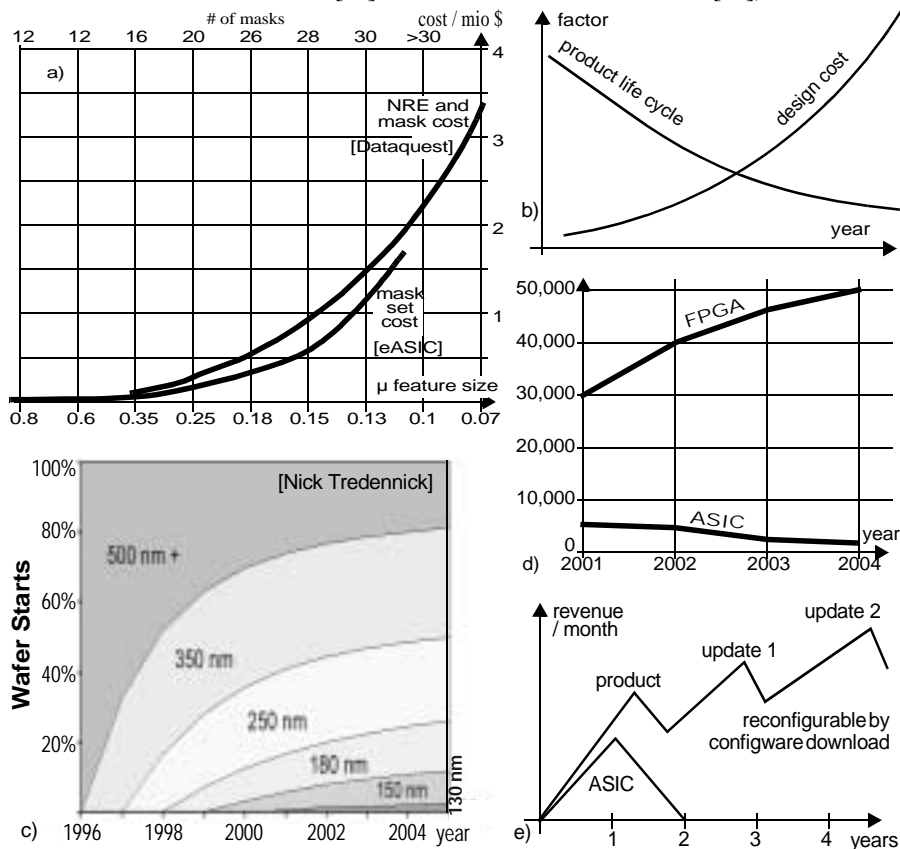 # of masks
cost / mio $
12 12 16 20 26 28 30 >30
4
a)
NRE and
mask cost
[Dataquest]
3
2
mask
set
cost
1
[eASIC]
µ feature size
0.8 0.6 0.35 0.25 0.18 0.15 0.13 0.1 0.07
factor
product life cycle
design cost
b)
year
50,000
FPGA
40,000
30,000
20,000
10,000
ASIC
year
0
d) 2001 2002 2003 2004
100%
[Nick Tredennick]
80%
500 nm +
Wafer Starts
60%
350 nm
40%
250 nm
20%
180 nm
150 nm
130 nm
c) 1996 1998 2000 2002 2004 year
revenue
/ month
update 2
update 1
product
reconfigurable by
configware download
ASIC
e)
1 2 3 4 years